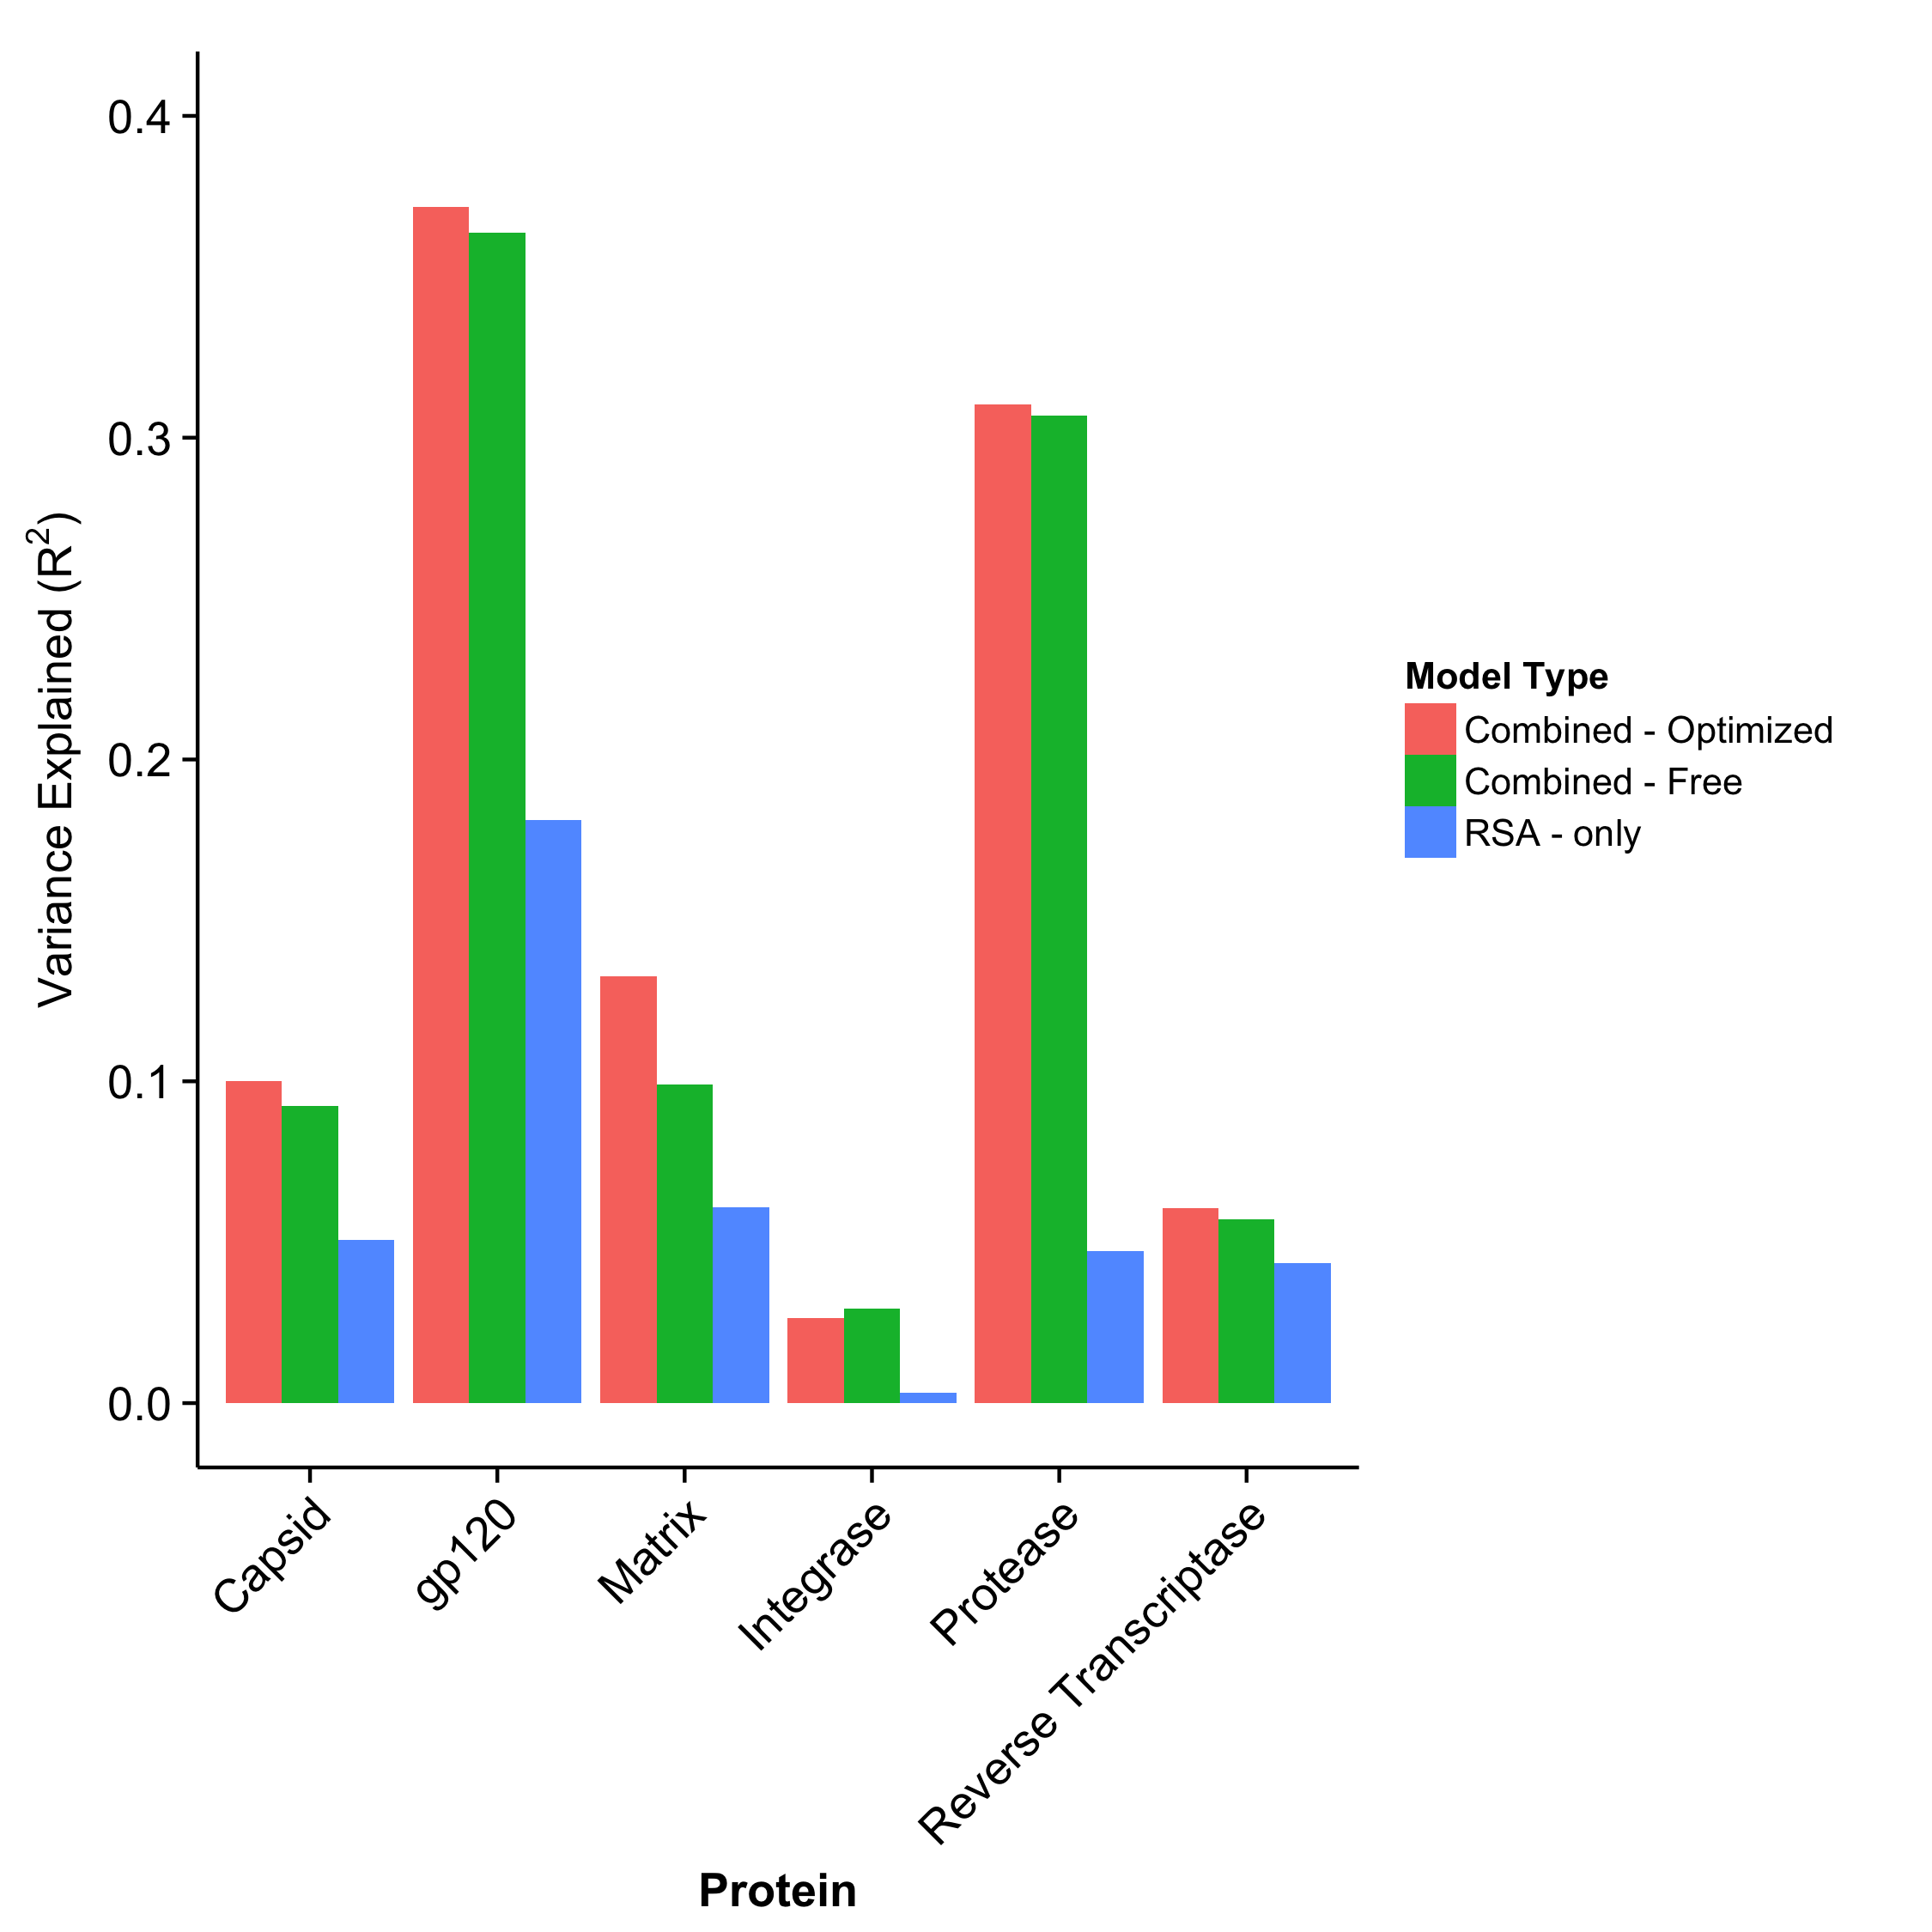 0.4
0.3
0.2
0.1
0.0
Variance Explained (R²)
Capsid
gp120
Matrix
Integrase
Protease
Reverse Transcriptase
Protein
Model Type
Combined - Optimized
Combined - Free
RSA - only